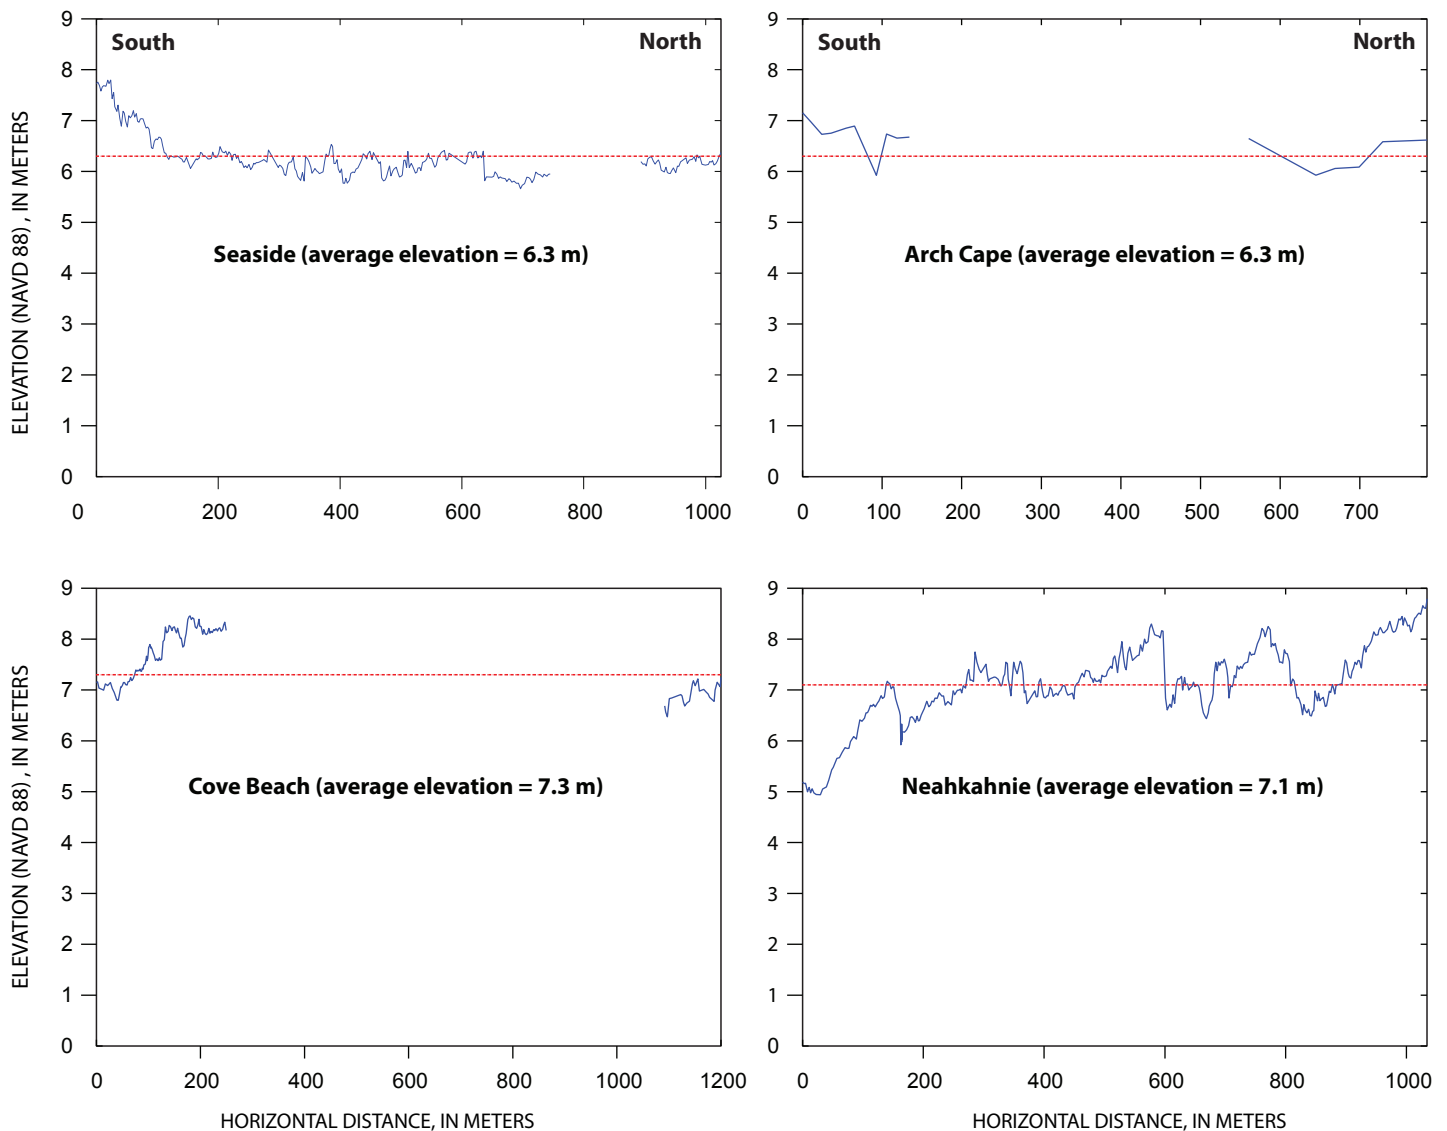 9
8
7
6
5
4
3
2
1
0
ELEVATION (NAVD 88) , IN METERS
South
North
Seaside (average elevation = 6.3 m)
0 200 400 600 800 1000
9
8
7
6
5
4
3
2
1
0
South
North
Arch Cape (average elevation = 6.3 m)
0 100 200 300 400 500 600 700
9
8
7
6
5
4
3
2
1
0
ELEVATION (NAVD 88) , IN METERS
Cove Beach (average elevation = 7.3 m)
0 200 400 600 800 1000 1200
HORIZONTAL DISTANCE, IN METERS
9
8
7
6
5
4
3
2
1
0
Neahkahnie (average elevation = 7.1 m)
0 200 400 600 800 1000
HORIZONTAL DISTANCE, IN METERS